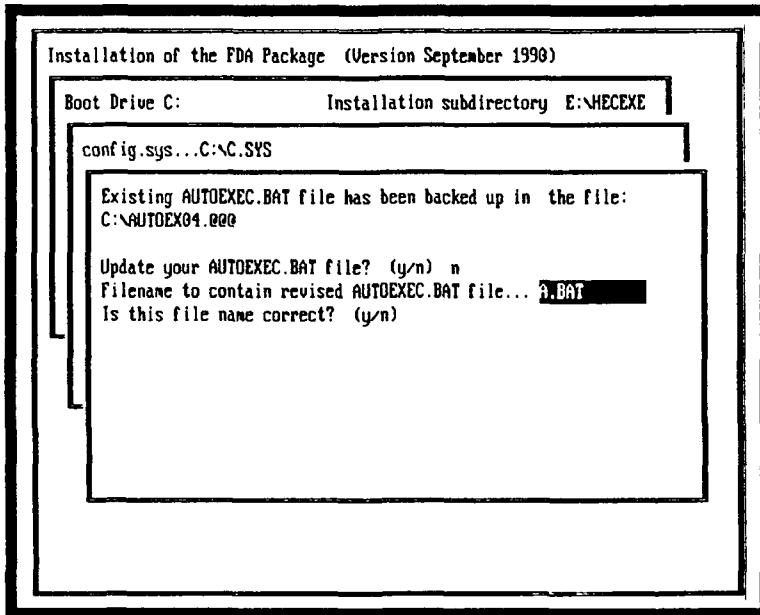 Installation of the FDA Package (Version September 1990)
Boot Drive C: Installation subdirectory E:\HECEXE
config.sys...C:\C.SYS
Existing AUTOEXEC.BAT file has been backed up in the file:
C:\AUTOEX04.@@@
Update your AUTOEXEC.BAT file? (y/n) n
Filename to contain revised AUTOEXEC.BAT file... A.BAT
Is this file name correct? (y/n)